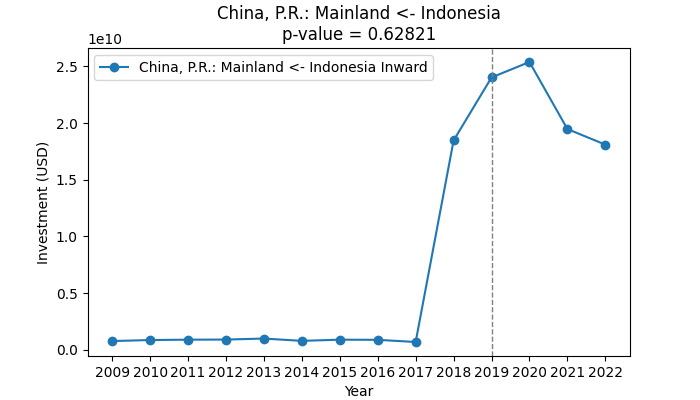 China, P.R.: Mainland <- Indonesia
p-value = 0.62821
1e10
China, P.R.: Mainland <- Indonesia Inward
2.5
2.0
1.5
1.0
0.5
0.0
Investment (USD)
2009 2010 2011 2012 2013 2014 2015 2016 2017 2018 2019 2020 2021 2022
Year